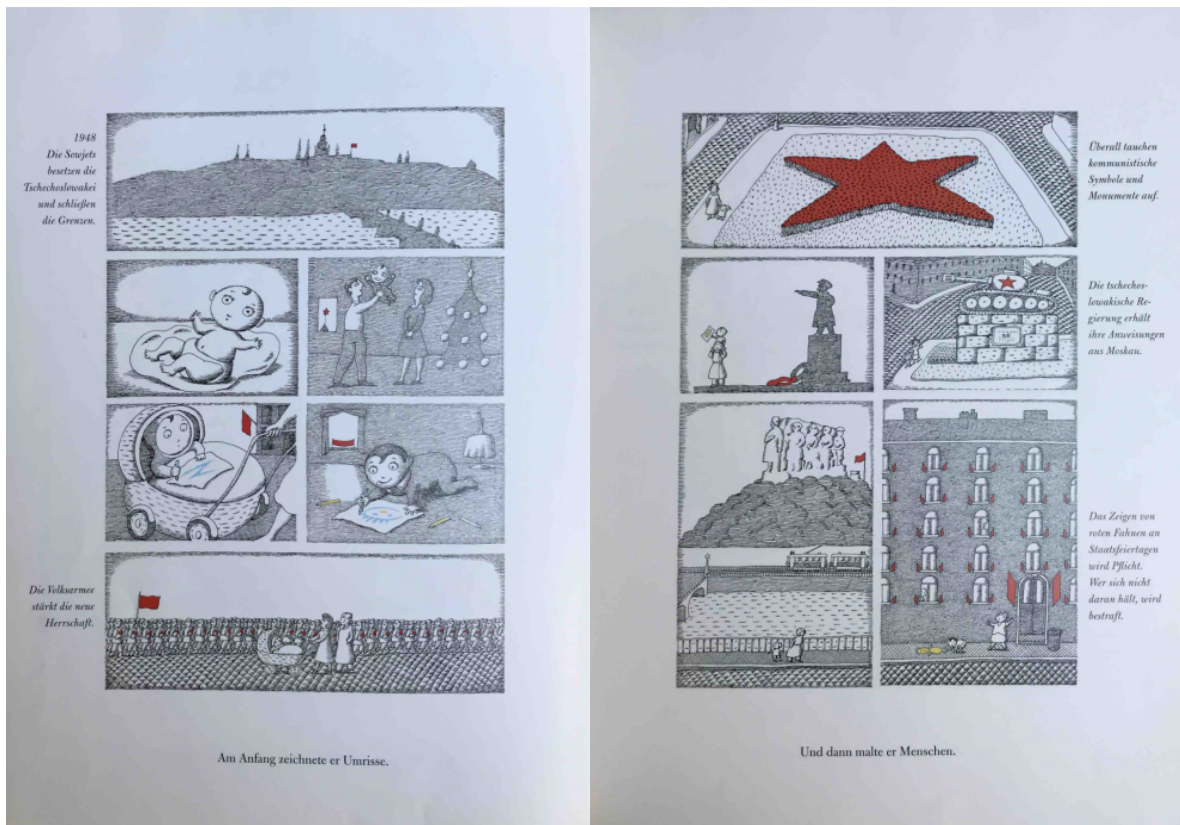 1948
Die Sowjets
besetzen die
Tschechoslowakei
und schließen
die Grenzen.
Die Volksarmee
stärkt die neue
Herrschaft.
Am Anfang zeichnete er Umrisse.
Überall tauchen
kommunistische
Symbole und
Monumente auf.
Die tschechos-
lowakische Re-
gierung erhält
ihre Anweisungen
aus Moskau.
Das Zeigen von
roten Fahnen an
Staatsfeiertagen
wird Pflicht.
Wer sich nicht
daran hält, wird
bestraft.
Und dann malte er Menschen.